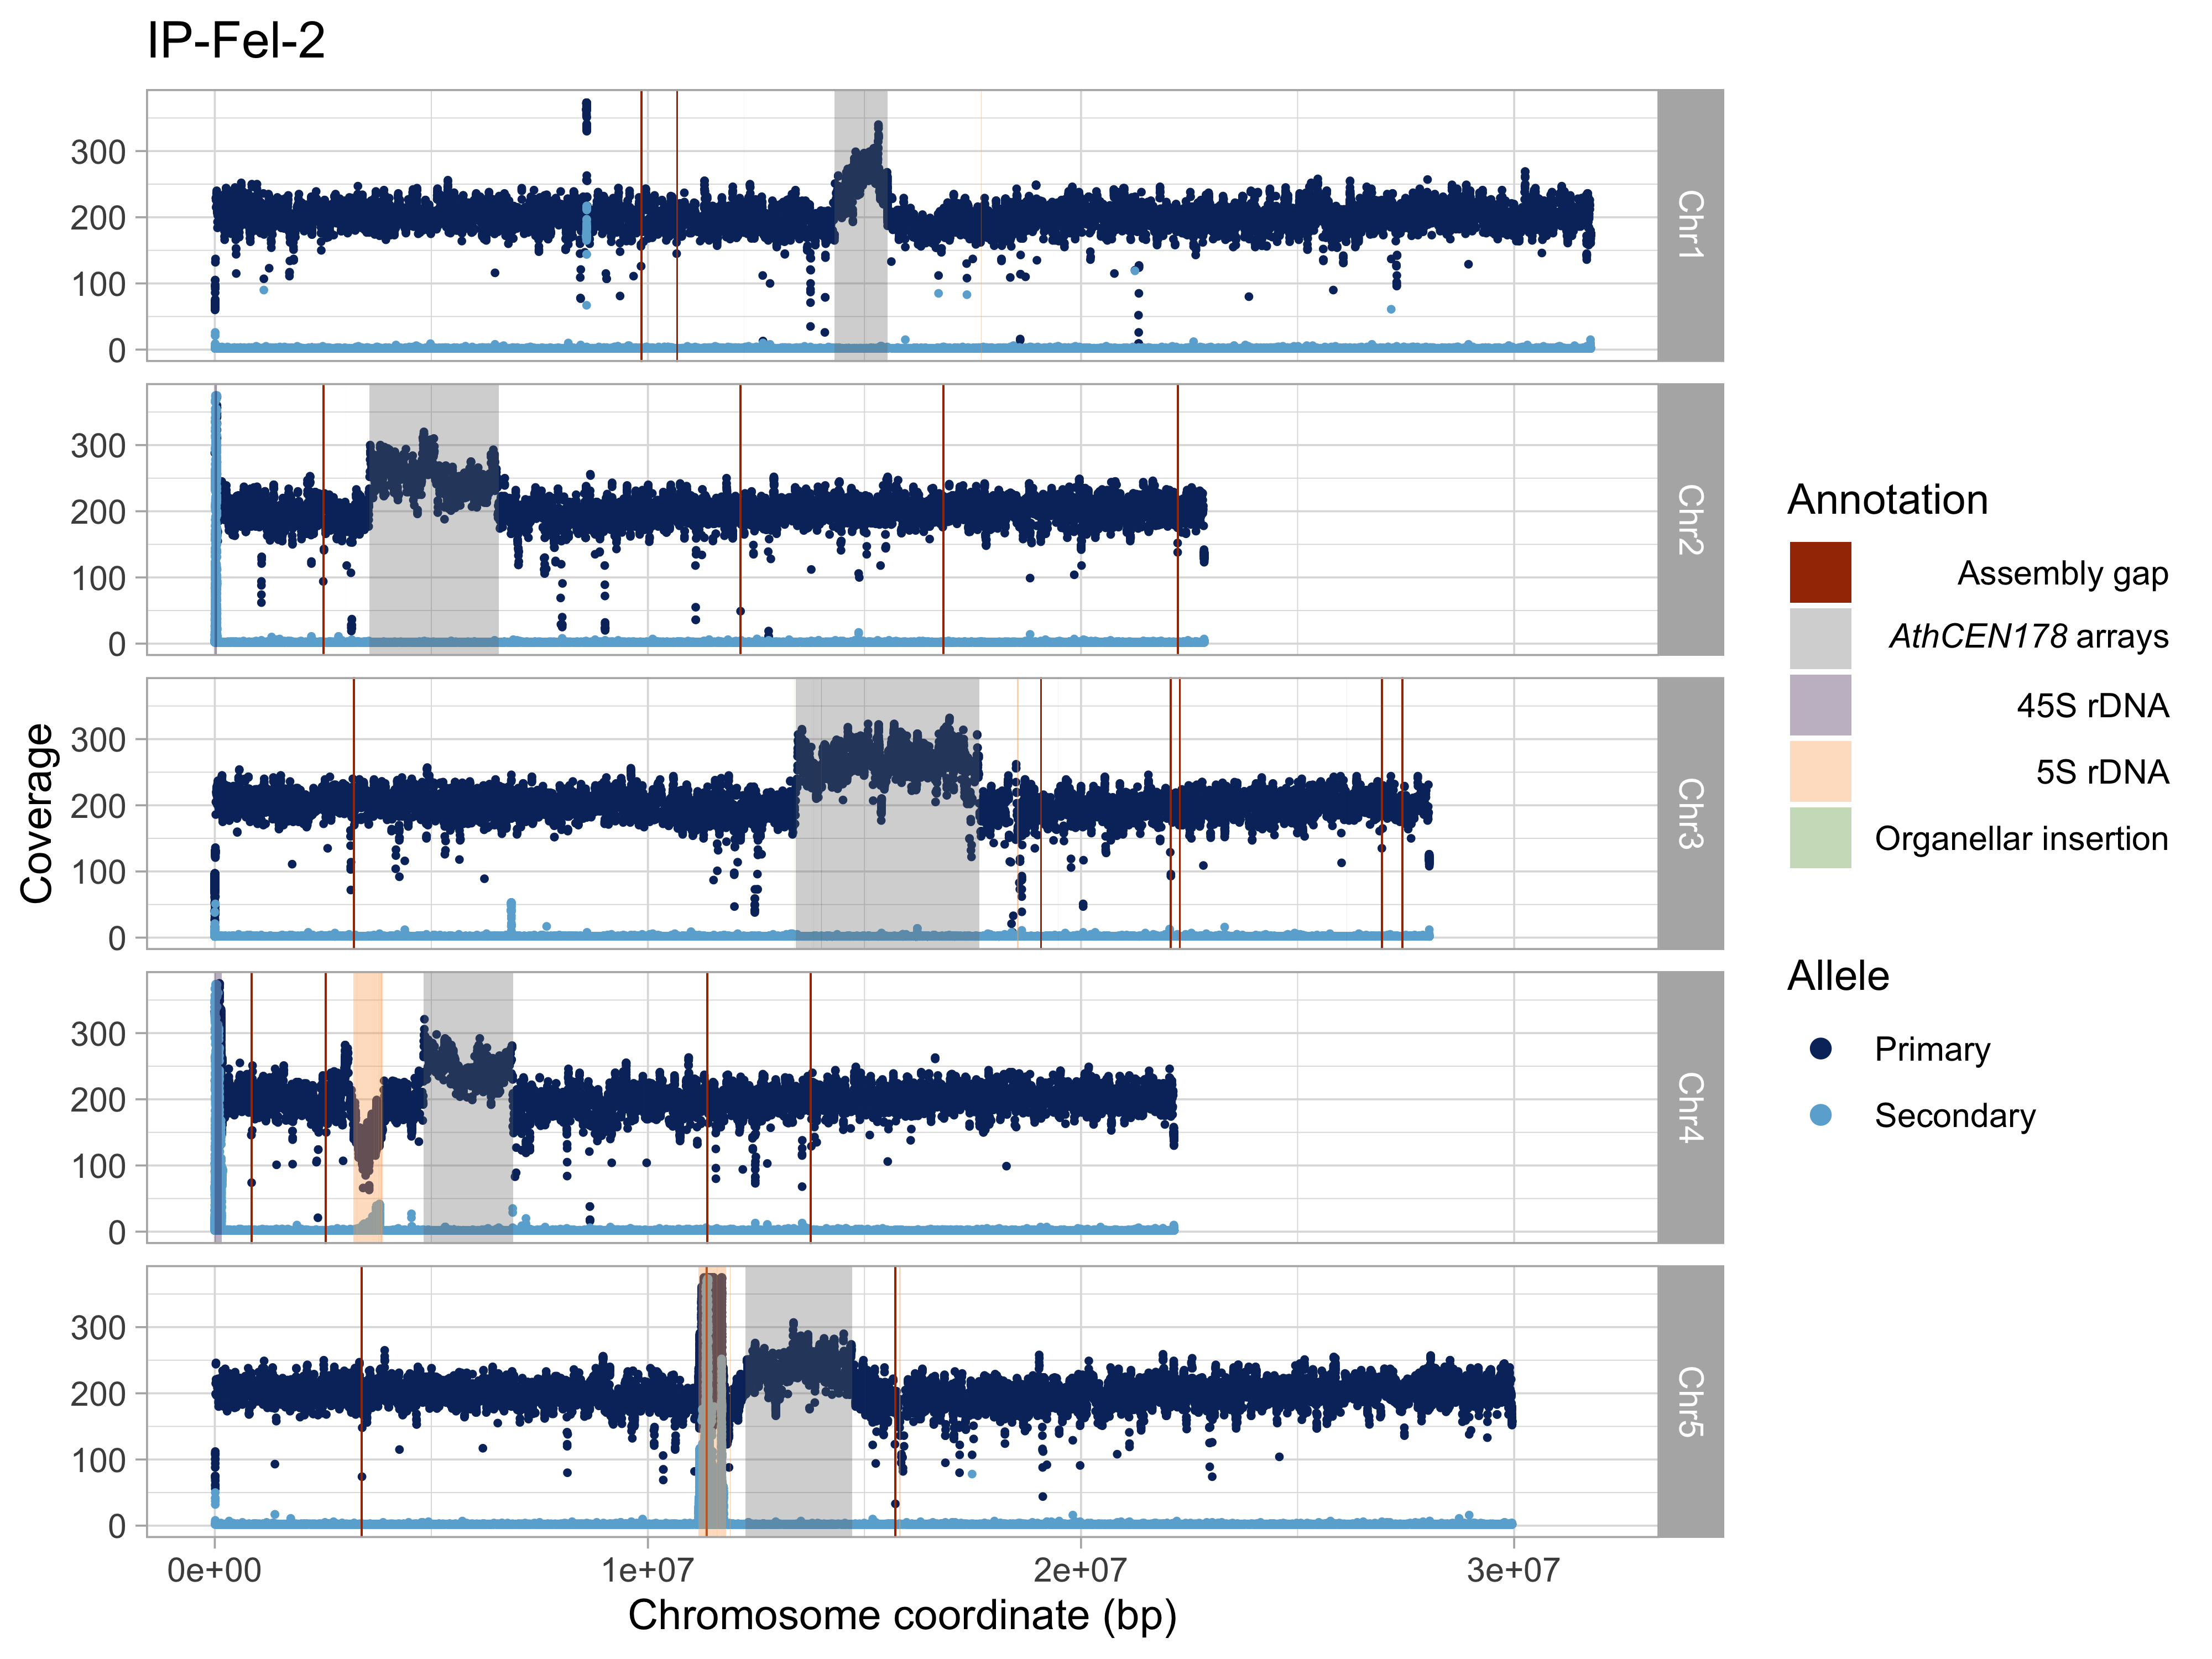 IP-Fel-2
Coverage
300
200
100
0
Chr1
300
200
100
0
Chr2
300
200
100
0
Chr3
300
200
100
0
Chr4
300
200
100
0
Chr5
0e+00 1e+07 2e+07 3e+07
Chromosome coordinate (bp)
Annotation
Assembly gap
AthCEN178 arrays
45S rDNA
5S rDNA
Organellar insertion
Allele
Primary
Secondary